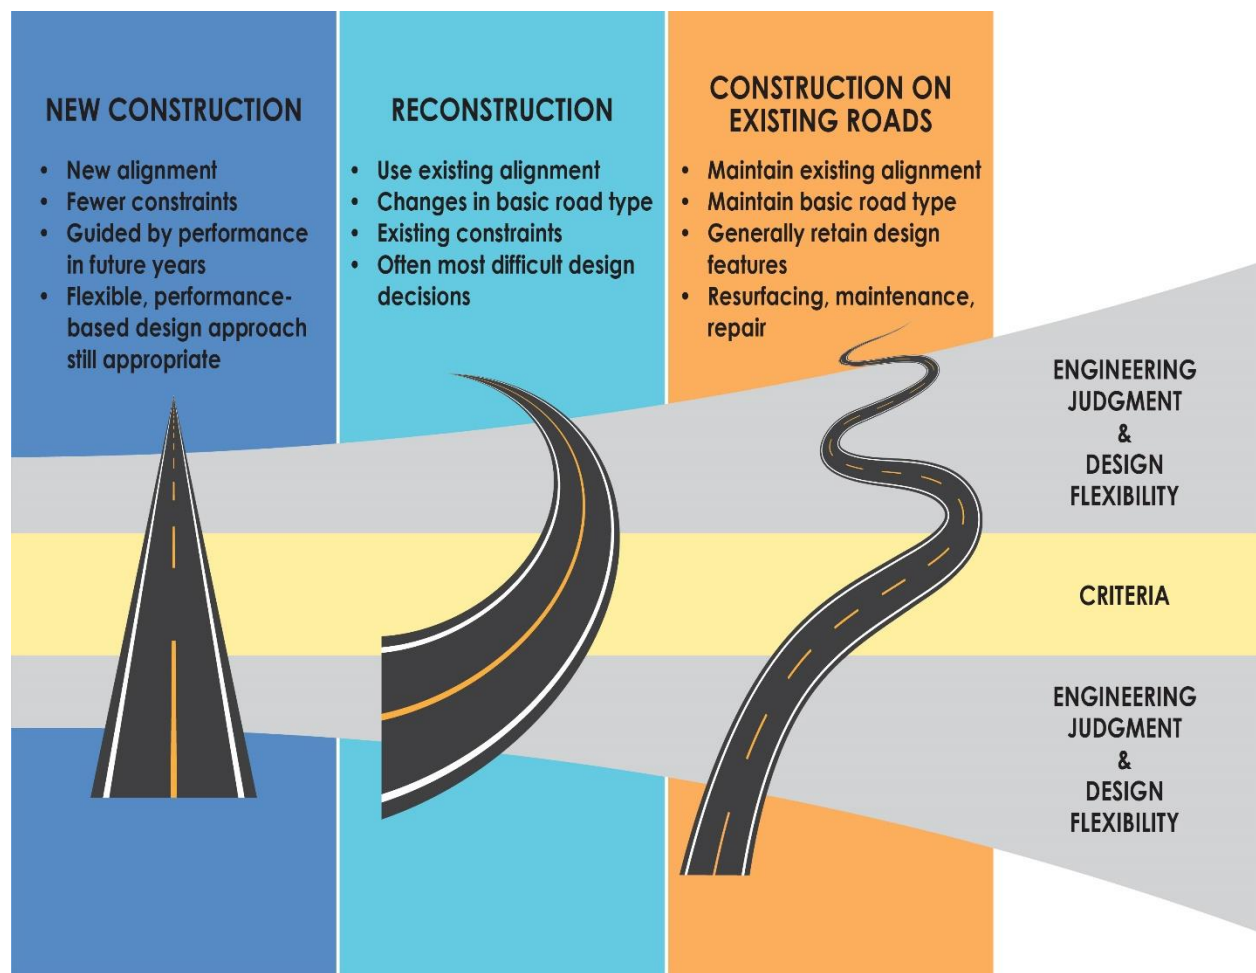 NEW CONSTRUCTION
• New alignment
• Fewer constraints
• Guided by performance
in future years
• Flexible, performance-
based design approach
still appropriate
RECONSTRUCTION
• Use existing alignment
• Changes in basic road type
• Existing constraints
• Often most difficult design
decisions
CONSTRUCTION ON
EXISTING ROADS
• Maintain existing alignment
• Maintain basic road type
• Generally retain design
features
• Resurfacing, maintenance,
repair
ENGINEERING
JUDGMENT
&
DESIGN
FLEXIBILITY
CRITERIA
ENGINEERING
JUDGMENT
&
DESIGN
FLEXIBILITY